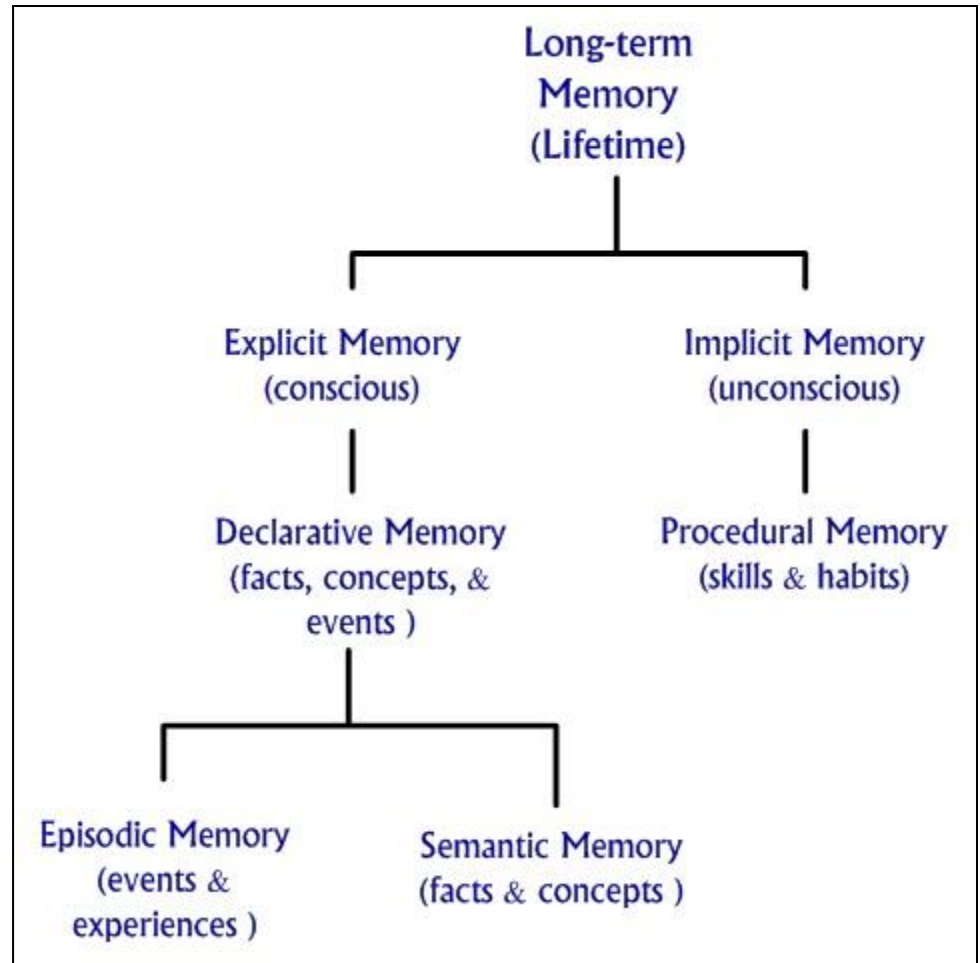 Long-term
Memory
(Lifetime)
Explicit Memory
(conscious)
Implicit Memory
(unconscious)
Declarative Memory
(facts, concepts, &
events )
Procedural Memory
(skills & habits)
Episodic Memory
(events &
experiences )
Semantic Memory
(facts & concepts )